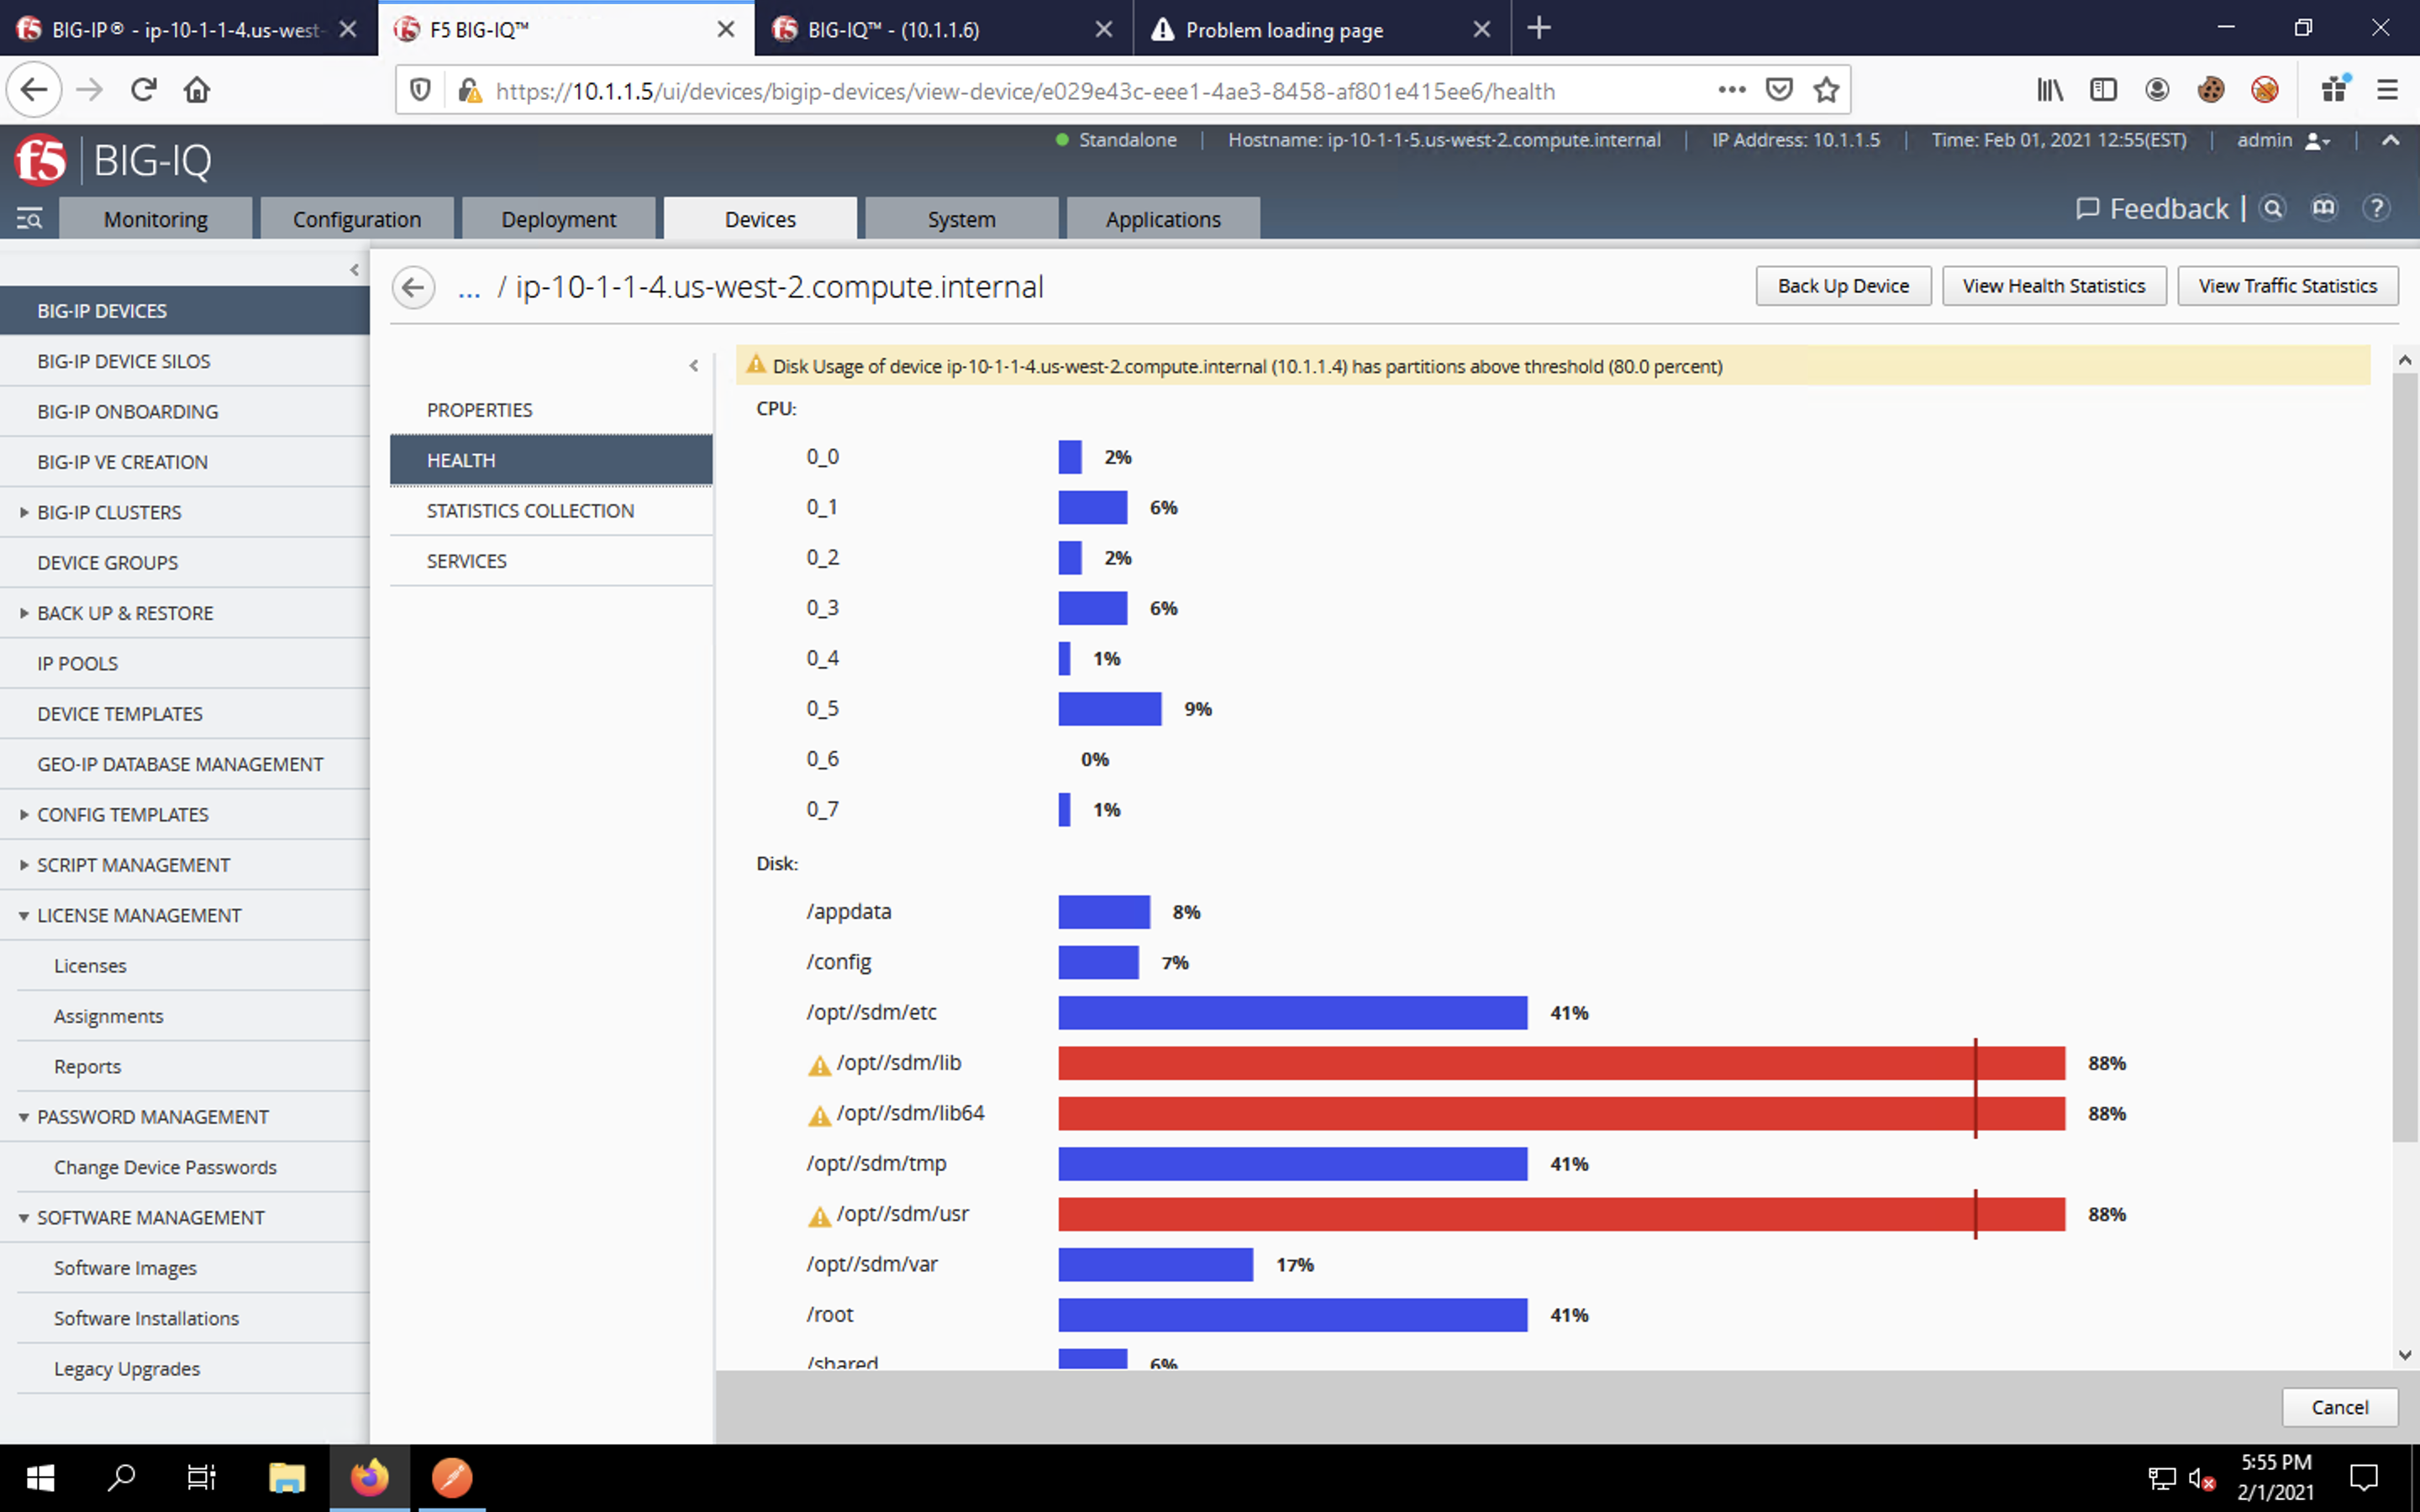 BIG-IP® - ip-10-1-1-4.us-west-
F5 BIG-IQ™
BIG-IQ™ - (10.1.1.6)
Problem loading page
https://10.1.1.5/ui/devices/bigip-devices/view-device/e029e43c-eee1-4ae3-8458-af801e415ee6/health
f5 BIG-IQ
Standalone | Hostname: ip-10-1-1-5.us-west-2.compute.internal | IP Address: 10.1.1.5 | Time: Feb 01, 2021 12:55(EST) | admin
Monitoring Configuration Deployment Devices System Applications
Feedback
BIG-IP DEVICES
BIG-IP DEVICE SILOS
BIG-IP ONBOARDING
BIG-IP VE CREATION
BIG-IP CLUSTERS
DEVICE GROUPS
BACK UP & RESTORE
IP POOLS
DEVICE TEMPLATES
GEO-IP DATABASE MANAGEMENT
CONFIG TEMPLATES
SCRIPT MANAGEMENT
LICENSE MANAGEMENT
Licenses
Assignments
Reports
PASSWORD MANAGEMENT
Change Device Passwords
SOFTWARE MANAGEMENT
Software Images
Software Installations
Legacy Upgrades
... / ip-10-1-1-4.us-west-2.compute.internal
Back Up Device
View Health Statistics
View Traffic Statistics
PROPERTIES
HEALTH
STATISTICS COLLECTION
SERVICES
Disk Usage of device ip-10-1-1-4.us-west-2.compute.internal (10.1.1.4) has partitions above threshold (80.0 percent)
CPU:
0_0 2%
0_1 6%
0_2 2%
0_3 6%
0_4 1%
0_5 9%
0_6 0%
0_7 1%
Disk:
/appdata 8%
/config 7%
/opt//sdm/etc 41%
/opt//sdm/lib 88%
/opt//sdm/lib64 88%
/opt//sdm/tmp 41%
/opt//sdm/usr 88%
/opt//sdm/var 17%
/root 41%
/shared 6%
Cancel
5:55 PM
2/1/2021